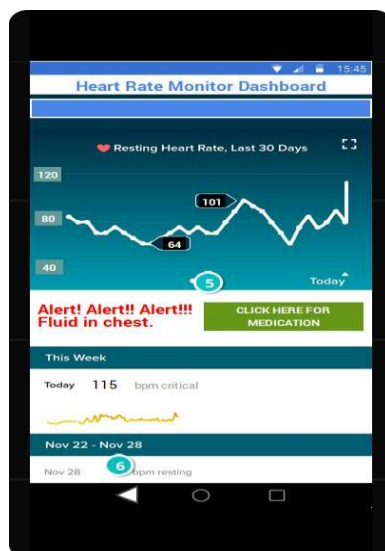 15:45
Heart Rate Monitor Dashboard
Resting Heart Rate, Last 30 Days
120
101
80
64
40
5
Today
Alert! Alert!! Alert!!!
Fluid in chest.
CLICK HERE FOR
MEDICATION
This Week
Today 115 bpm critical
Nov 22 - Nov 28
Nov 28 6 bpm resting